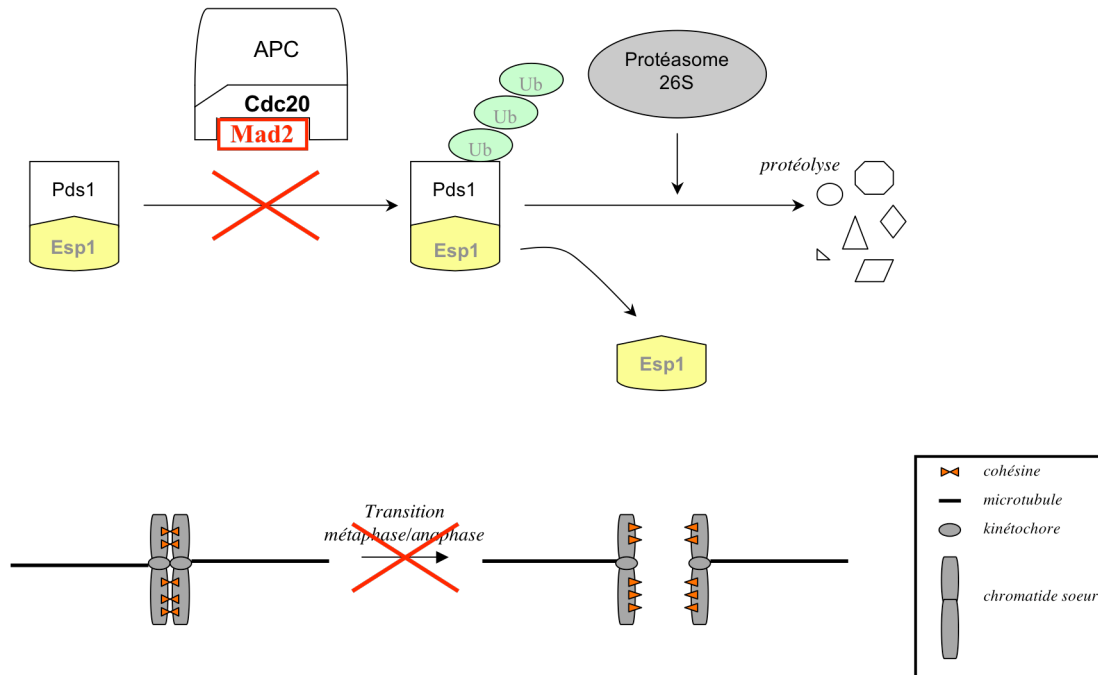 APC
Cdc20
Mad2
Ub
Ub
Ub
Protéasome
26S
Pds1
Esp1
Pds1
Esp1
protéolyse
Esp1
Transition
métaphase/anaphase
cohésine
microtubule
kinétochore
chromatide soeur